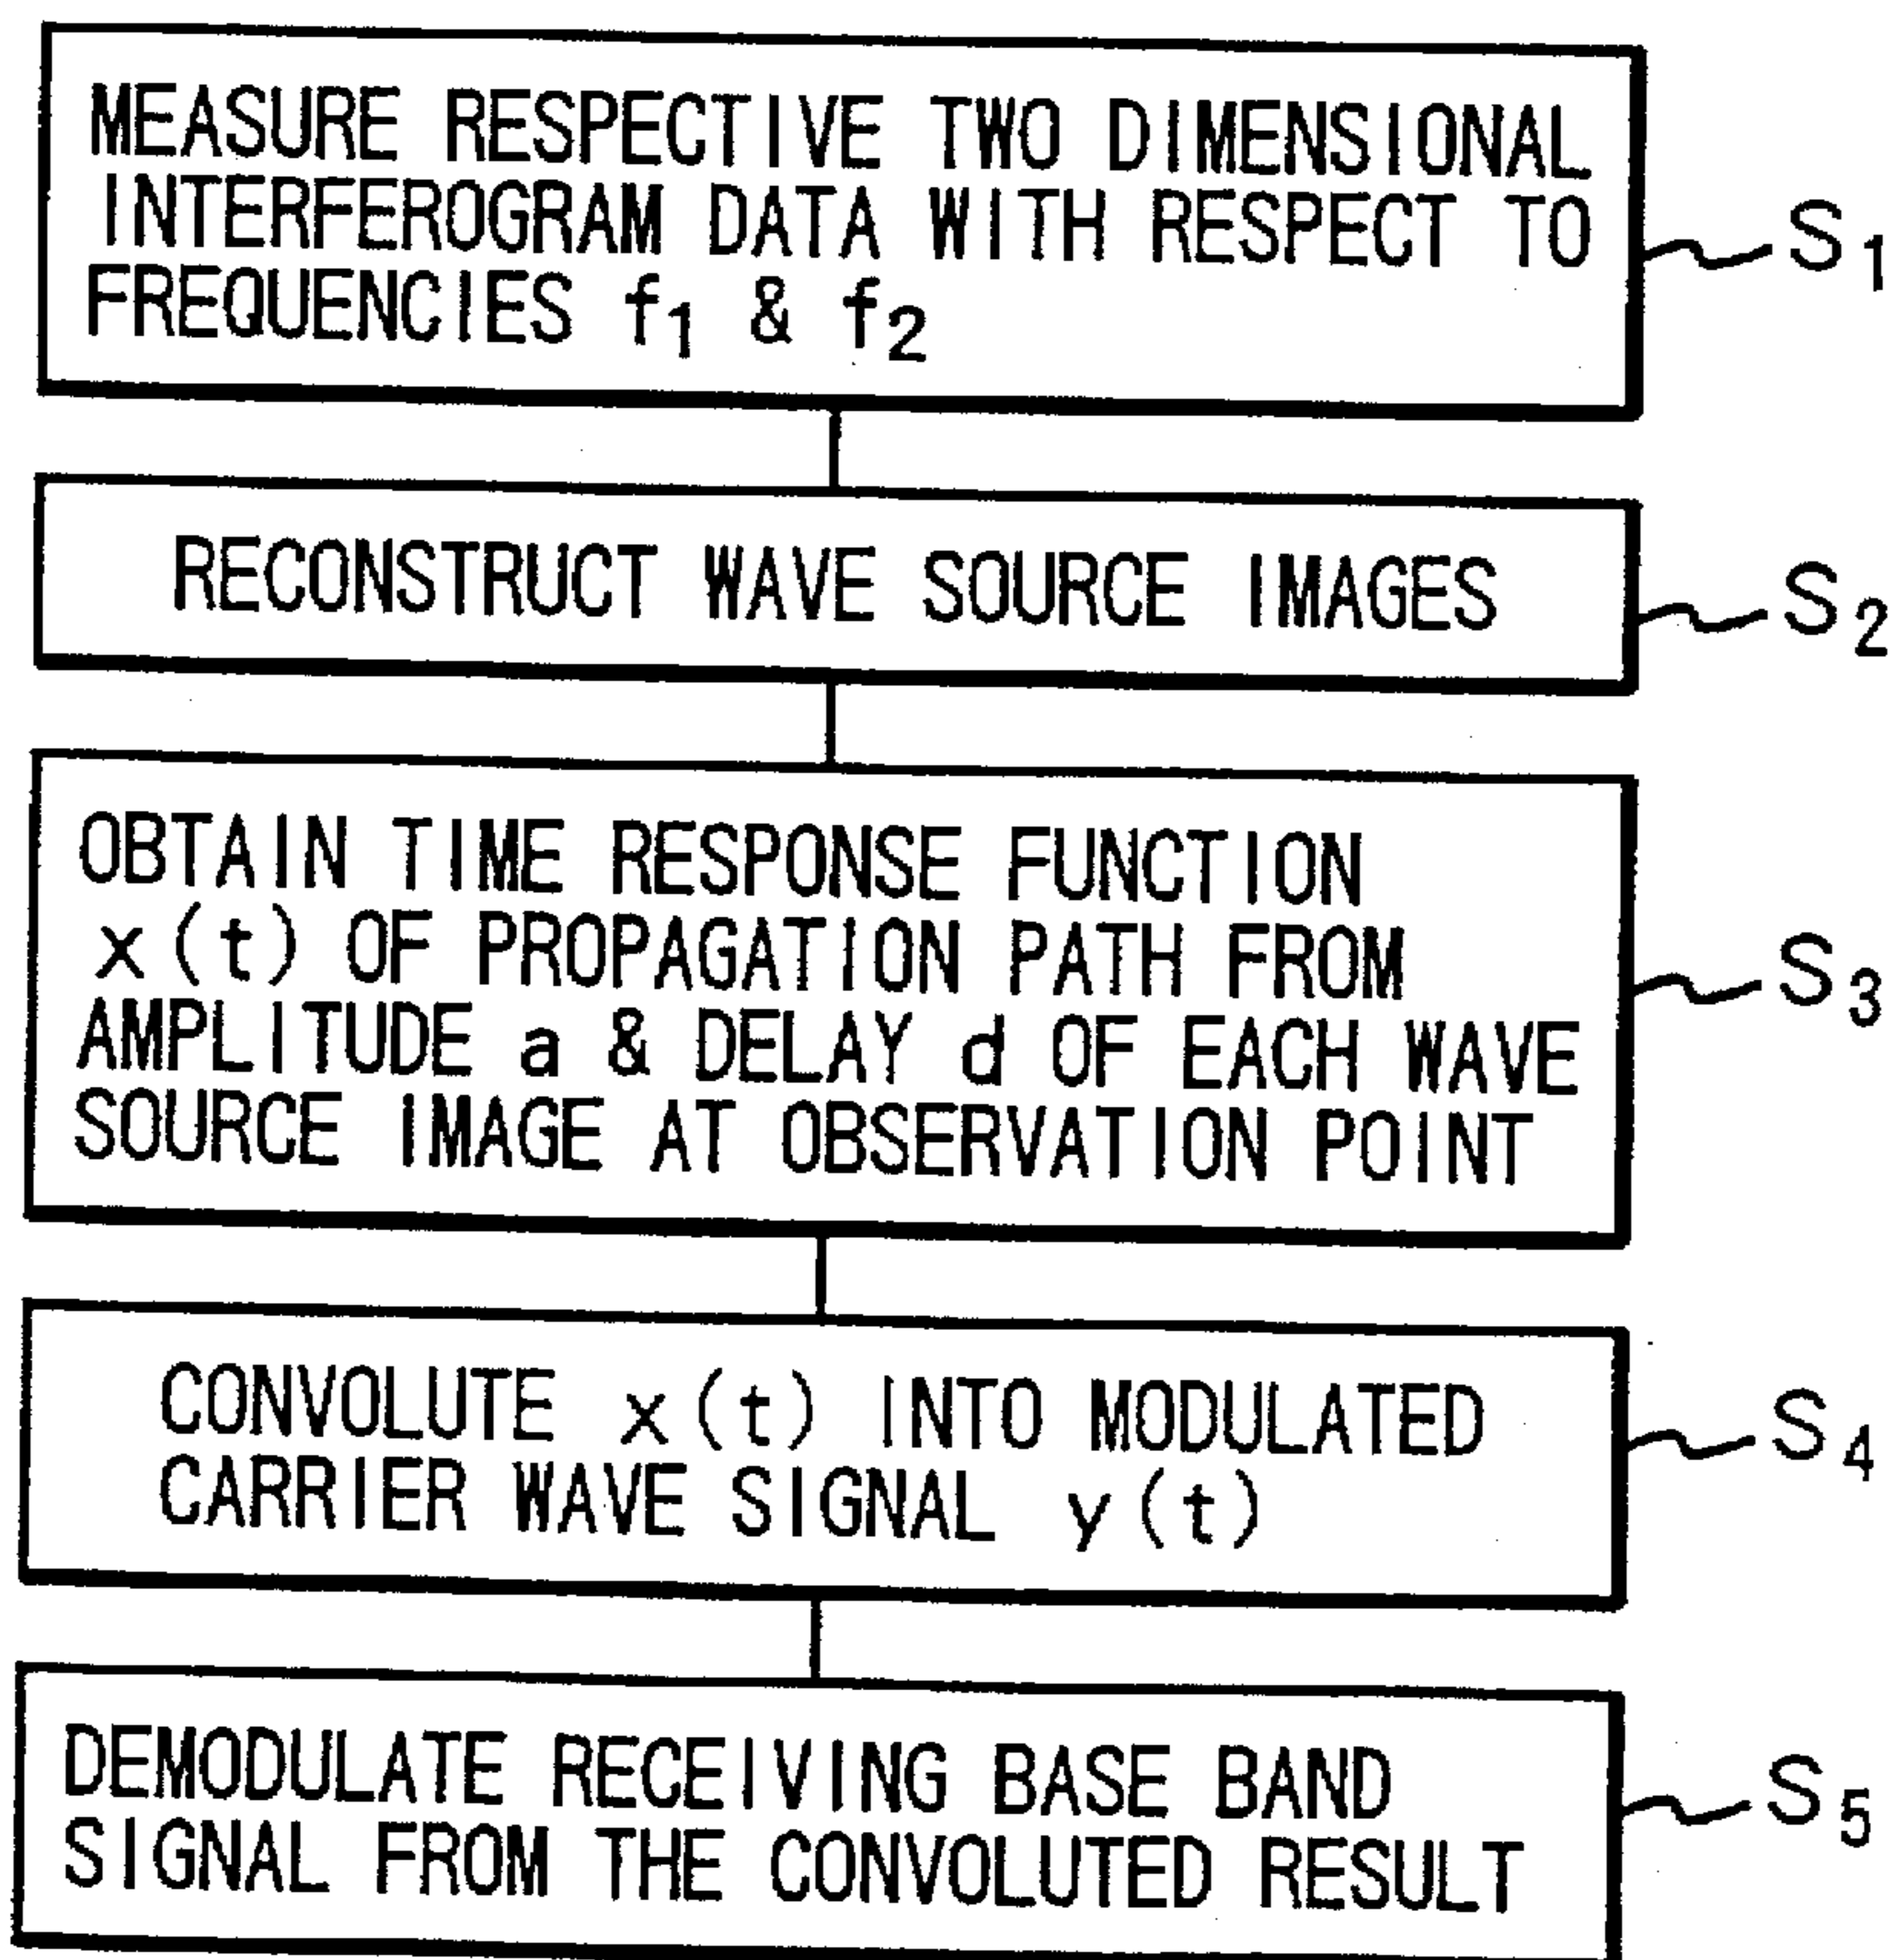 MEASURE RESPECTIVE TWO DIMENSIONAL
INTERFEROGRAM DATA WITH RESPECT TO
FREQUENCIES f1 & f2
S1
RECONSTRUCT WAVE SOURCE IMAGES
S2
OBTAIN TIME RESPONSE FUNCTION
x(t) OF PROPAGATION PATH FROM
AMPLITUDE a & DELAY d OF EACH WAVE
SOURCE IMAGE AT OBSERVATION POINT
S3
CONVOLUTE x(t) INTO MODULATED
CARRIER WAVE SIGNAL y(t)
S4
DEMODULATE RECEIVING BASE BAND
SIGNAL FROM THE CONVOLUTED RESULT
S5